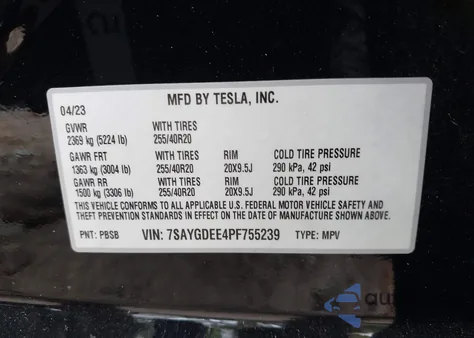 MFD BY TESLA, INC.
04/23
GVWR WITH TIRES
2369 kg (5224 lb) 255/40R20
GAWR FRT WITH TIRES RIM COLD TIRE PRESSURE
1363 kg (3004 lb) 255/40R20 20X9.5J 290 kPa, 42 psi
GAWR RR WITH TIRES RIM COLD TIRE PRESSURE
1500 kg (3306 lb) 255/40R20 20X9.5J 290 kPa, 42 psi
THIS VEHICLE CONFORMS TO ALL APPLICABLE U.S. FEDERAL MOTOR VEHICLE SAFETY AND
THEFT PREVENTION STANDARDS IN EFFECT ON THE DATE OF MANUFACTURE SHOWN ABOVE.
PNT: PBSB VIN: 7SAYGDEE4PF755239 TYPE: MPV